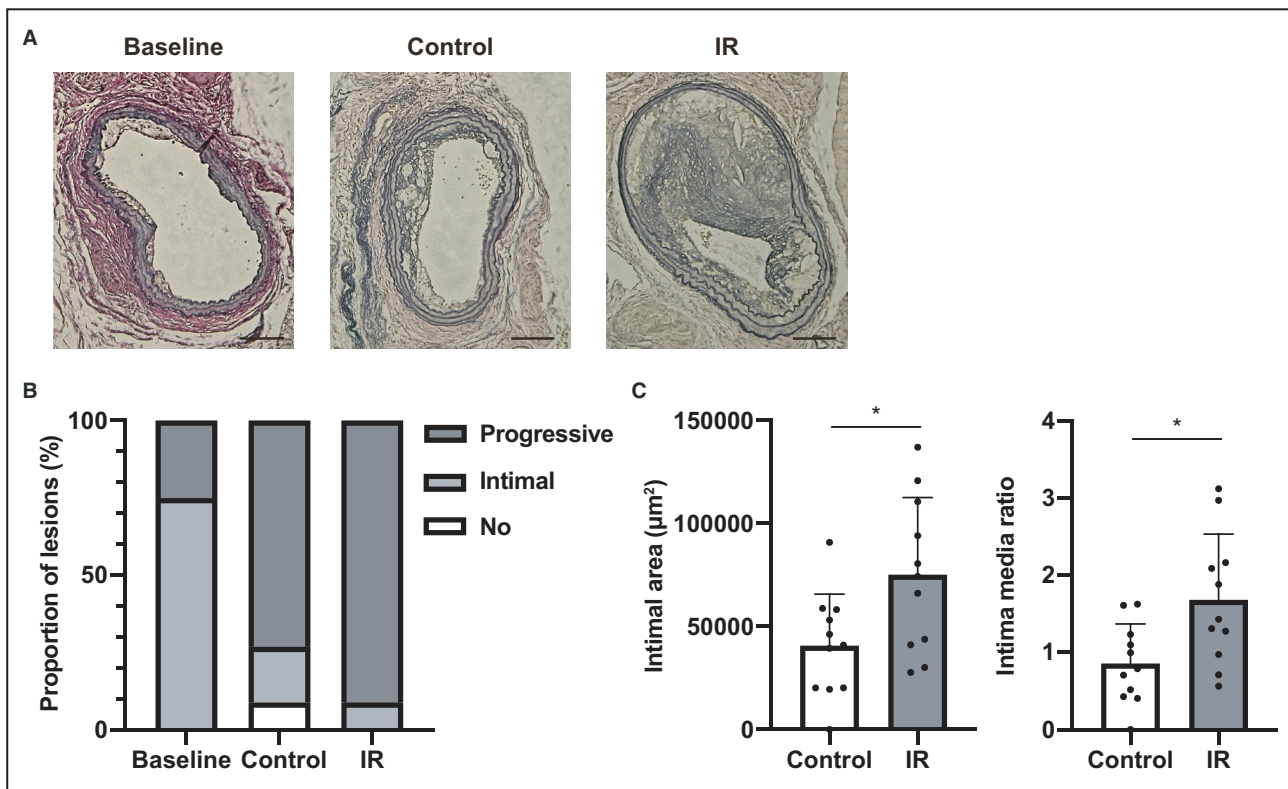 A
Baseline
Control
IR
B
Proportion of lesions (%)
100
50
0
Baseline Control IR
Progressive
Intimal
No
C
Intimal area (µm²)
150000
100000
50000
0
*
Control IR
Intima media ratio
4
3
2
1
0
*
Control IR